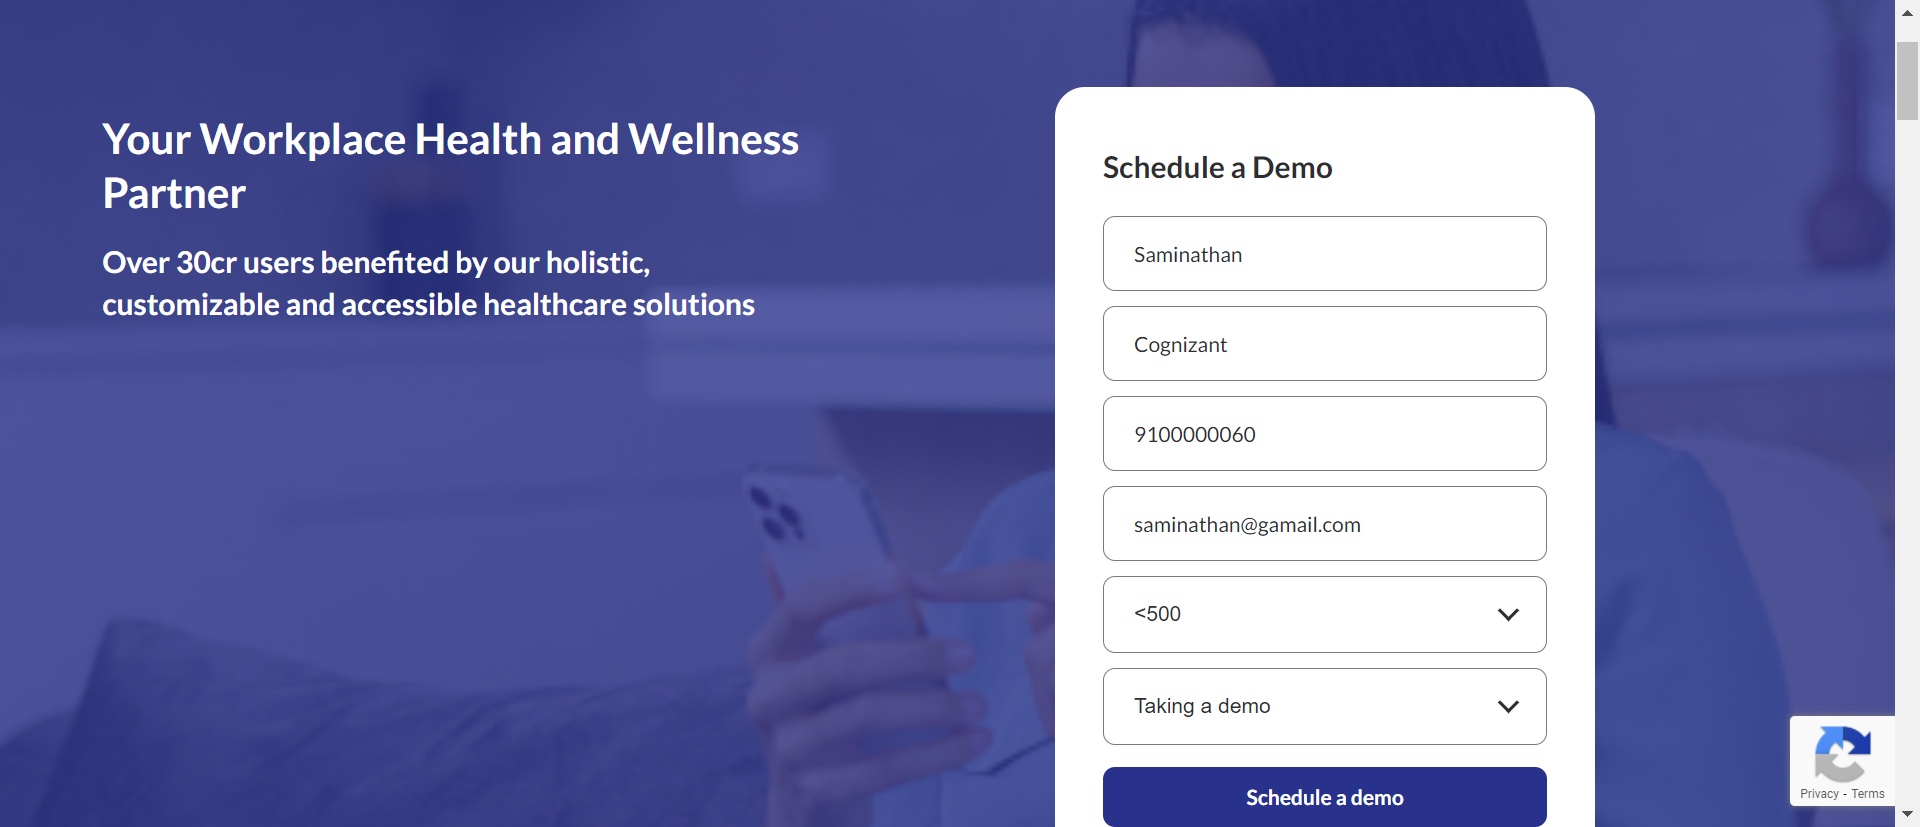 Your Workplace Health and Wellness
Partner
Over 30cr users benefited by our holistic,
customizable and accessible healthcare solutions
Schedule a Demo
Saminathan
Cognizant
9100000060
saminathan@gamail.com
<500
Taking a demo
Schedule a demo
Privacy - Terms